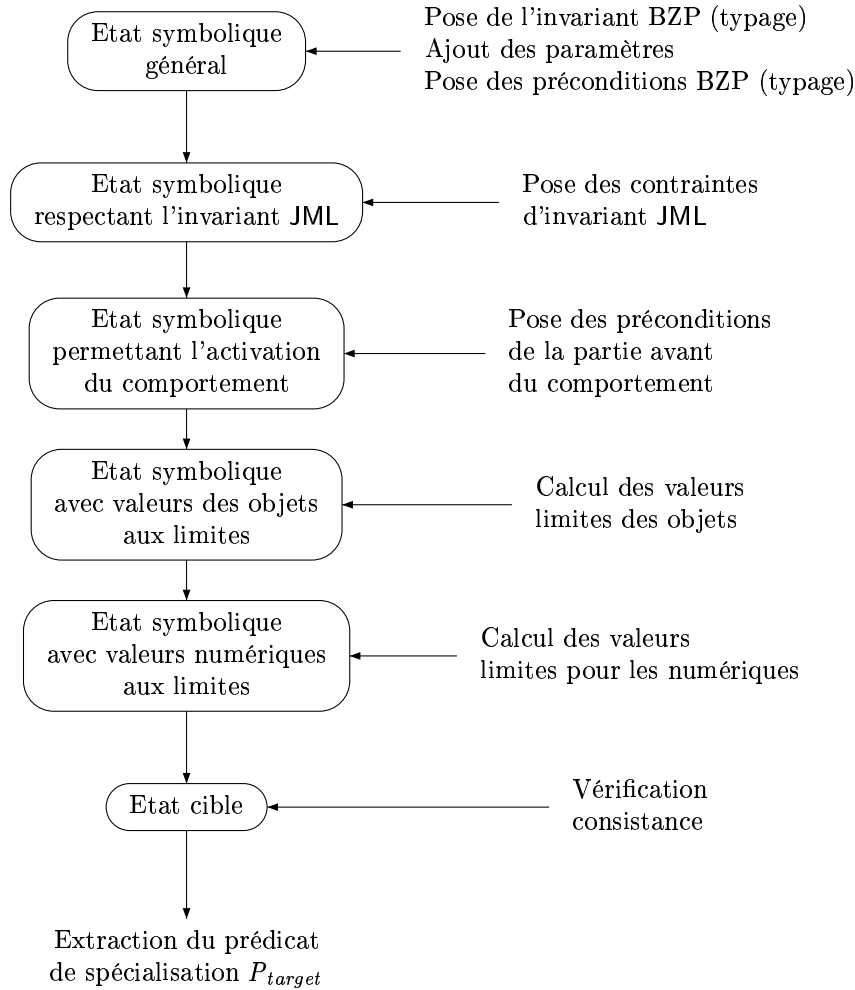 Etat symbolique
général
Pose de l'invariant BZP (typage)
Ajout des paramètres
Pose des préconditions BZP (typage)
Etat symbolique
respectant l'invariant JML
Pose des contraintes
d'invariant JML
Etat symbolique
permettant l'activation
du comportement
Pose des préconditions
de la partie avant
du comportement
Etat symbolique
avec valeurs des objets
aux limites
Calcul des valeurs
limites des objets
Etat symbolique
avec valeurs numériques
aux limites
Calcul des valeurs
limites pour les numériques
Etat cible
Vérification
consistance
Extraction du prédicat
de spécialisation P_target